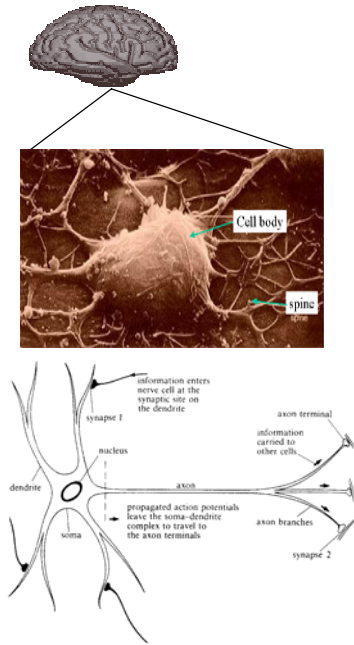 Cell body
spine
spine
information enters
nerve cell at the
synaptic site on
the dendrite
synapse 1
axon terminal
information
carried to
other cells
nucleus
dendrite
axon
propagated action potentials
leave the soma-dendrite
complex to travel to
the axon terminals
axon branches
soma
synapse 2